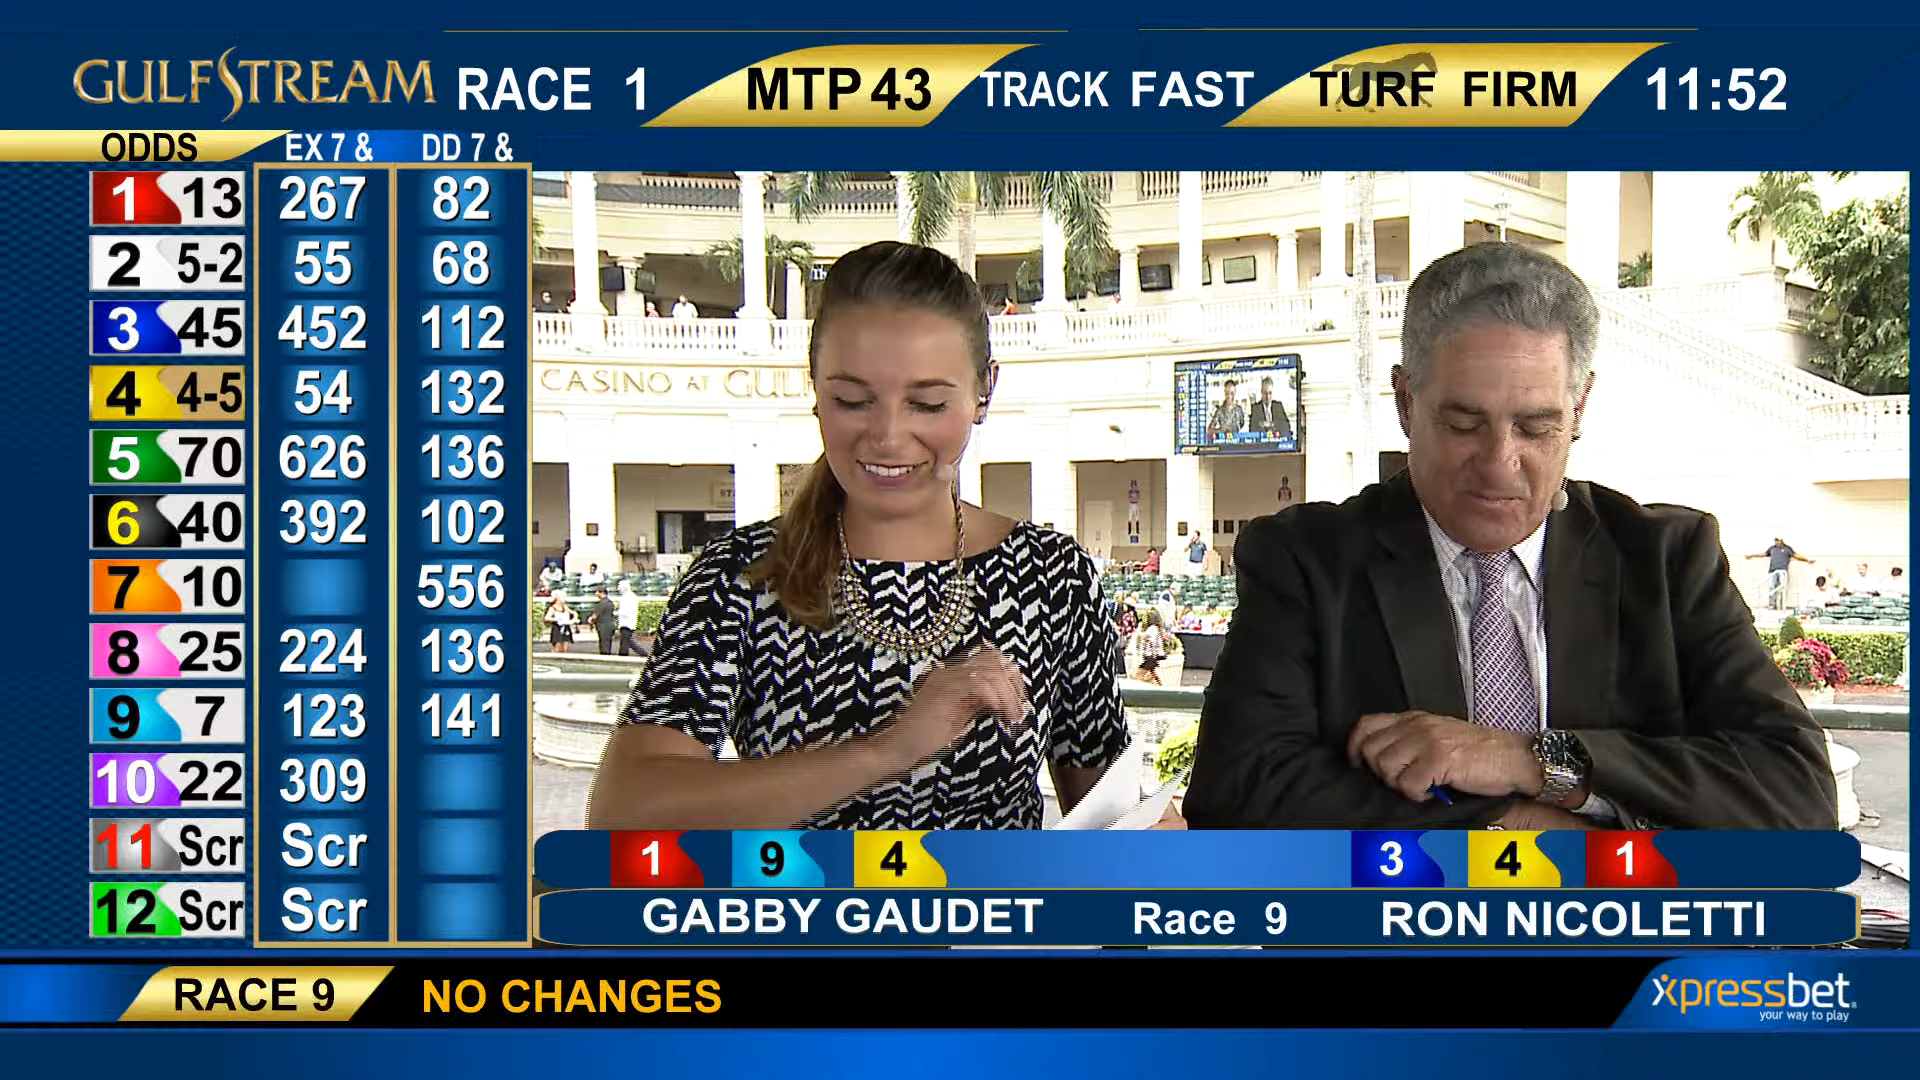 GULFSTREAM RACE 1 MTP 43 TRACK FAST TURF FIRM 11:52
ODDS EX 7 & DD 7 &
1 13 267 82
2 5-2 55 68
3 45 452 112
4 4-5 54 132
5 70 626 136
6 40 392 102
7 10 556
8 25 224 136
9 7 123 141
10 22 309
11 Scr Scr
12 Scr Scr
CASINO AT GULF
1 9 4 3 4 1
GABBY GAUDET Race 9 RON NICOLETTI
RACE 9 NO CHANGES
xpressbet
your way to play